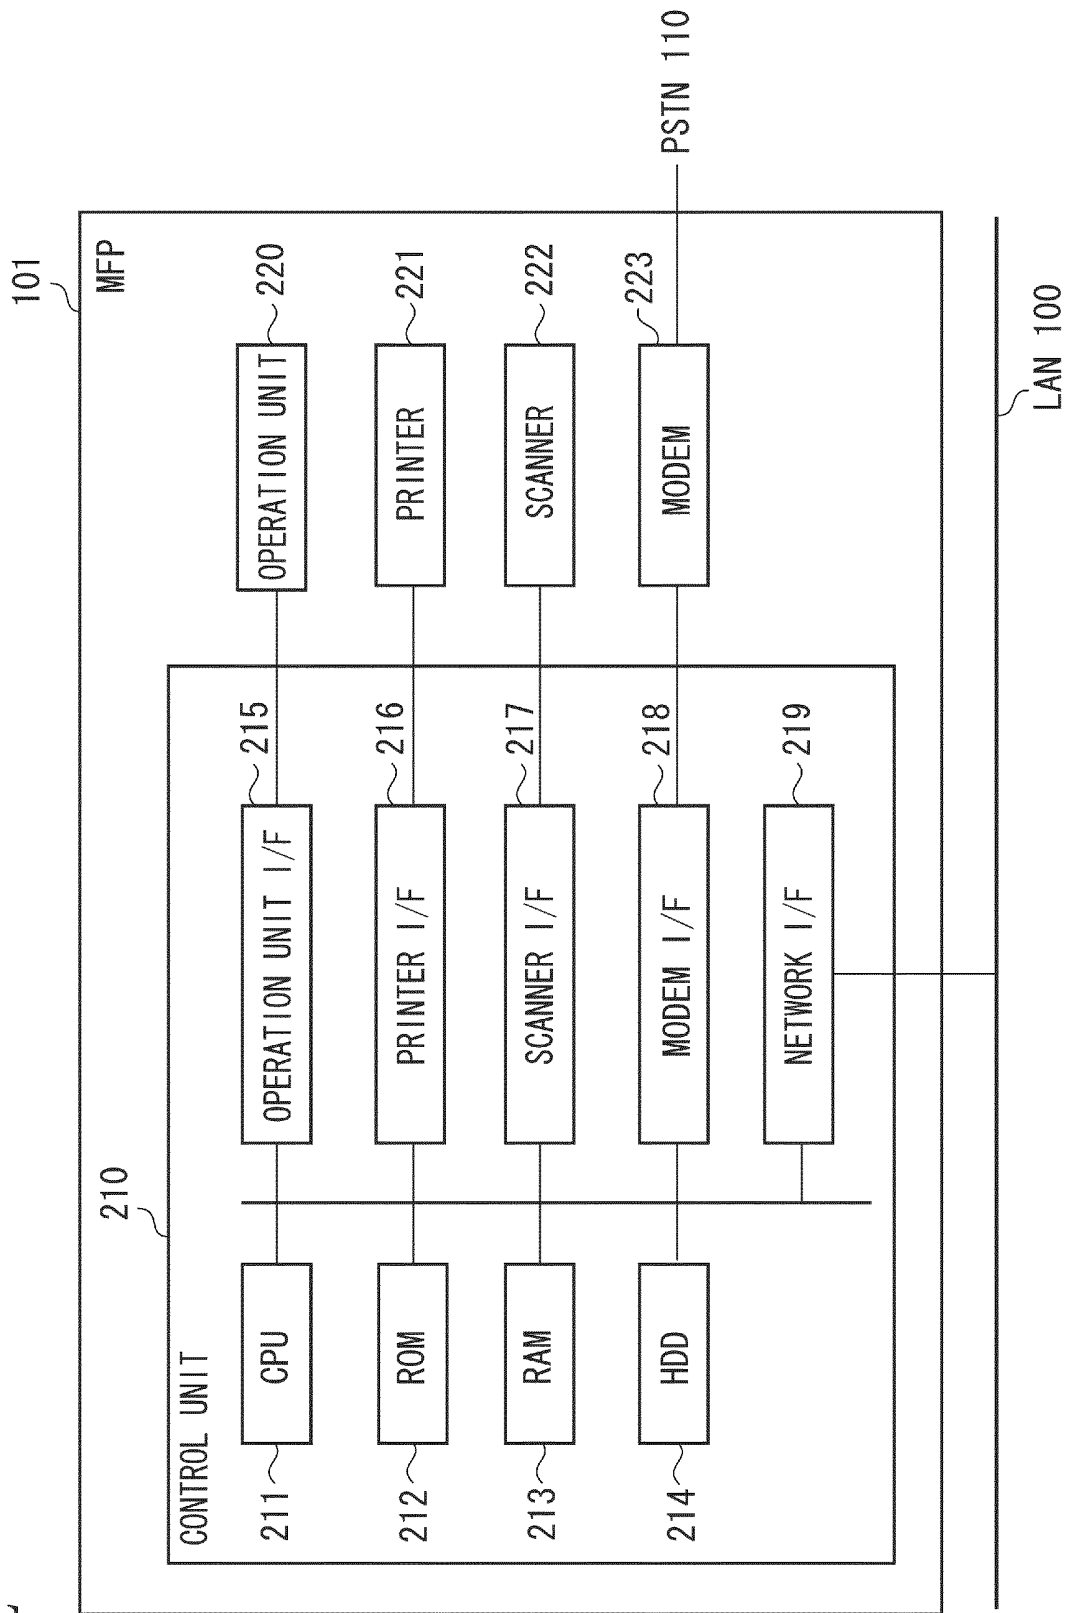 101
MFP
210
CONTROL UNIT
211
CPU
OPERATION UNIT I/F
215
OPERATION UNIT
220
212
ROM
PRINTER I/F
216
PRINTER
221
213
RAM
SCANNER I/F
217
SCANNER
222
214
HDD
MODEM I/F
218
MODEM
223
PSTN 110
NETWORK I/F
219
LAN 100